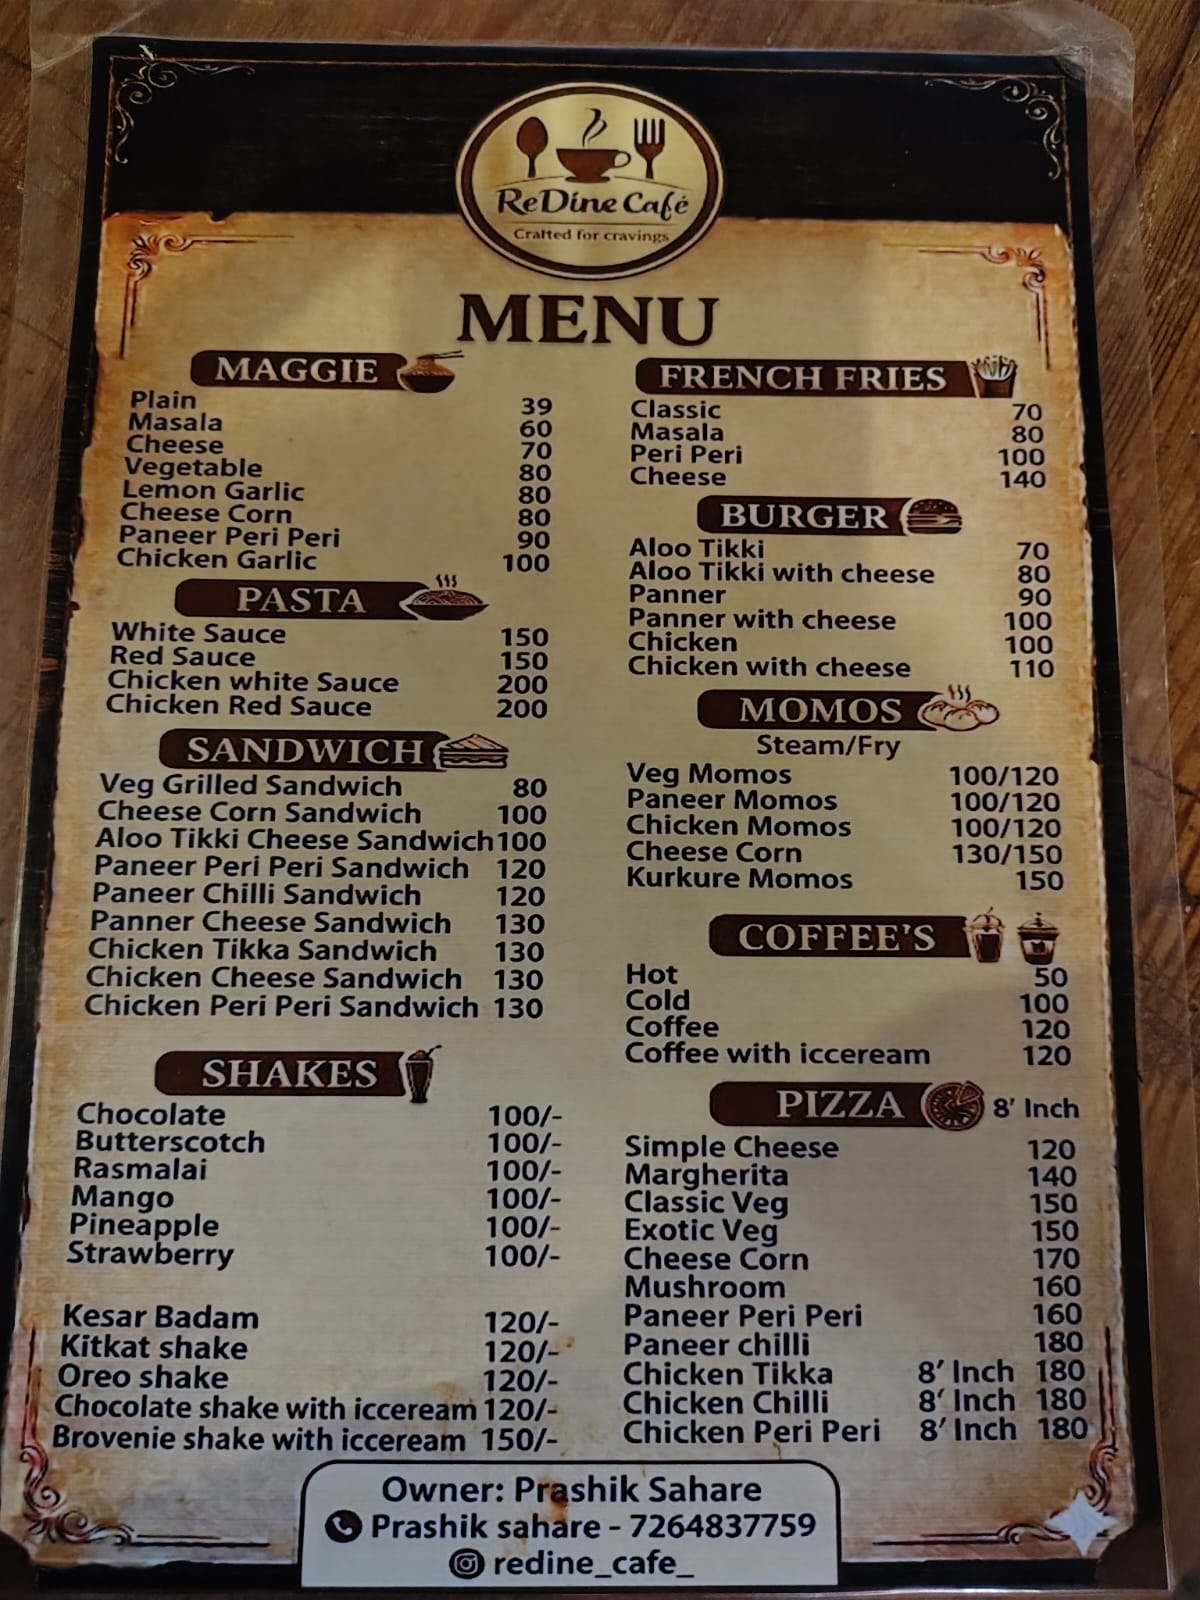 ReDine Café
Crafted for cravings
MENU
MAGGIE
Plain 39
Masala 60
Cheese 70
Vegetable 80
Lemon Garlic 80
Cheese Corn 80
Paneer Peri Peri 90
Chicken Garlic 100
PASTA
White Sauce 150
Red Sauce 150
Chicken white Sauce 200
Chicken Red Sauce 200
SANDWICH
Veg Grilled Sandwich 80
Cheese Corn Sandwich 100
Aloo Tikki Cheese Sandwich 100
Paneer Peri Peri Sandwich 120
Paneer Chilli Sandwich 120
Panner Cheese Sandwich 130
Chicken Tikka Sandwich 130
Chicken Cheese Sandwich 130
Chicken Peri Peri Sandwich 130
SHAKES
Chocolate 100/-
Butterscotch 100/-
Rasmalai 100/-
Mango 100/-
Pineapple 100/-
Strawberry 100/-
Kesar Badam 120/-
Kitkat shake 120/-
Oreo shake 120/-
Chocolate shake with icceream 120/-
Brovenie shake with icceream 150/-
FRENCH FRIES
Classic 70
Masala 80
Peri Peri 100
Cheese 140
BURGER
Aloo Tikki 70
Aloo Tikki with cheese 80
Panner 90
Panner with cheese 100
Chicken 100
Chicken with cheese 110
MOMOS
Steam/Fry
Veg Momos 100/120
Paneer Momos 100/120
Chicken Momos 100/120
Cheese Corn 130/150
Kurkure Momos 150
COFFEE'S
Hot 50
Cold 100
Coffee 120
Coffee with icceream 120
PIZZA 8' Inch
Simple Cheese 120
Margherita 140
Classic Veg 150
Exotic Veg 150
Cheese Corn 170
Mushroom 160
Paneer Peri Peri 160
Paneer chilli 180
Chicken Tikka 8' Inch 180
Chicken Chilli 8' Inch 180
Chicken Peri Peri 8' Inch 180
Owner: Prashik Sahare
Prashik sahare - 7264837759
redine_cafe_